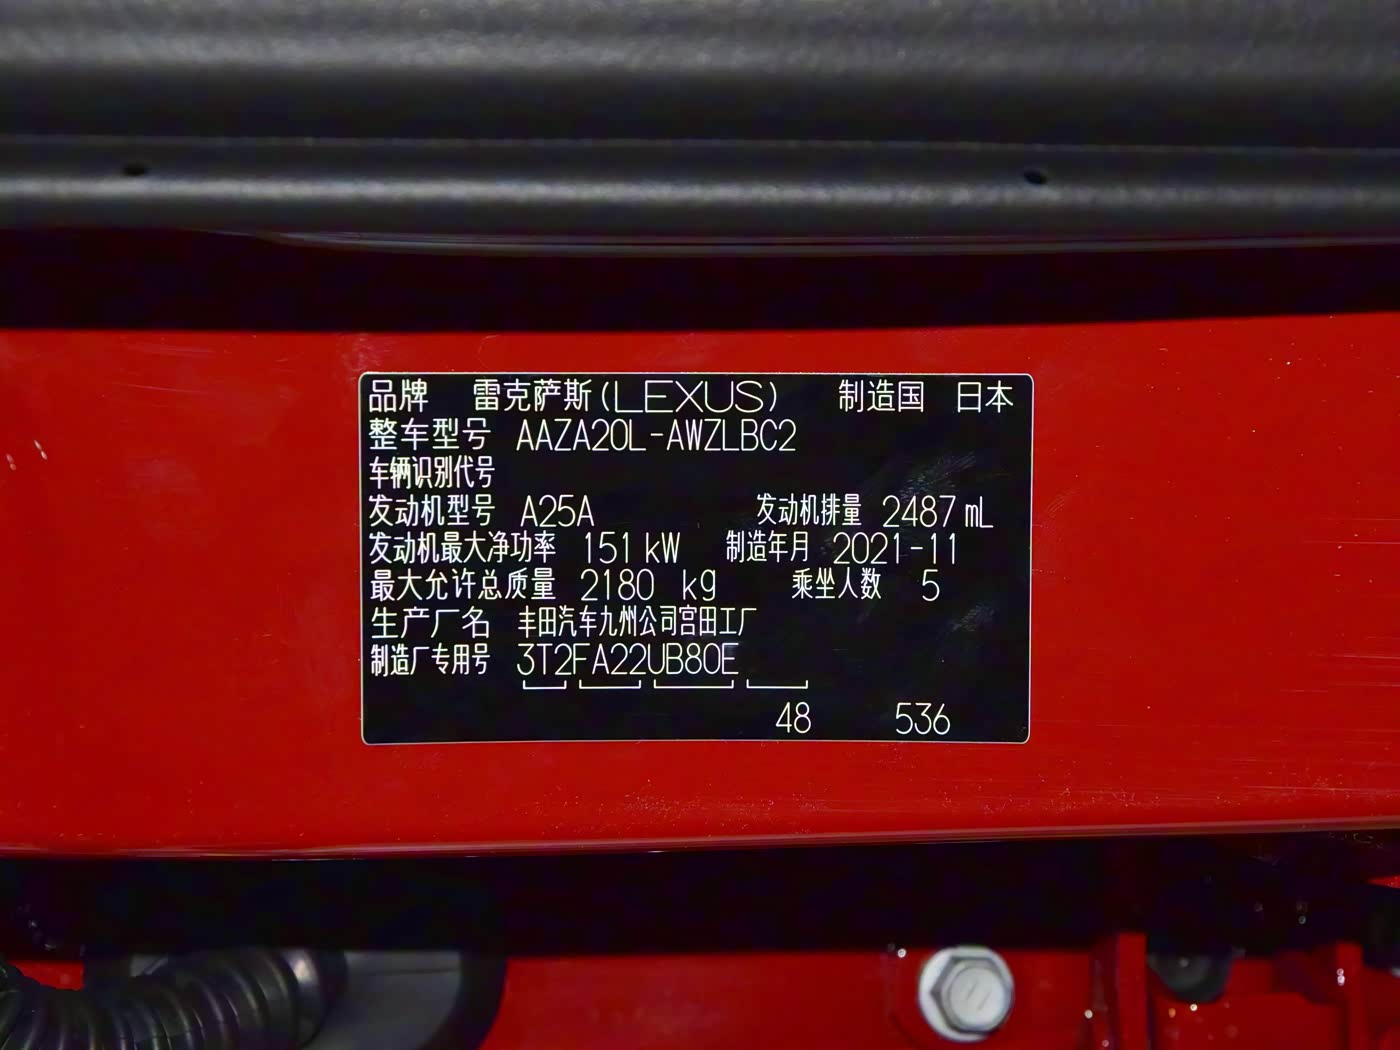 品牌 雷克萨斯(LEXUS) 制造国 日本
整车型号 AAZA20L-AWZLBC2
车辆识别代号
发动机型号 A25A 发动机排量 2487 mL
发动机最大净功率 151 kW 制造年月 2021-11
最大允许总质量 2180 kg 乘坐人数 5
生产厂名 丰田汽车九州公司宫田工厂
制造厂专用号 3T2FA22UB80E
48 536